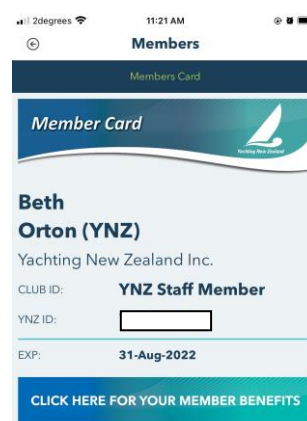 2degrees 11:21 AM
Members
Members Card
Member Card
Yachting New Zealand
Beth
Orton (YNZ)
Yachting New Zealand Inc.
CLUB ID: YNZ Staff Member
YNZ ID:
EXP: 31-Aug-2022
CLICK HERE FOR YOUR MEMBER BENEFITS